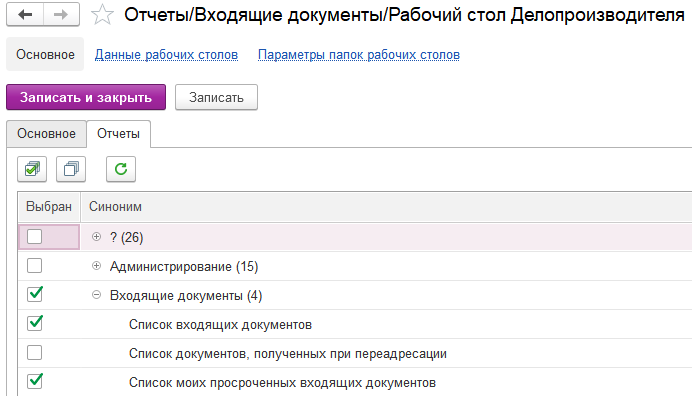 Отчеты/Входящие документы/Рабочий стол Делопроизводителя
Основное Данные рабочих столов Параметры папок рабочих столов
Записать и закрыть Записать
Основное Отчеты
Выбран Синоним
? (26)
Администрирование (15)
Входящие документы (4)
Список входящих документов
Список документов, полученных при переадресации
Список моих просроченных входящих документов